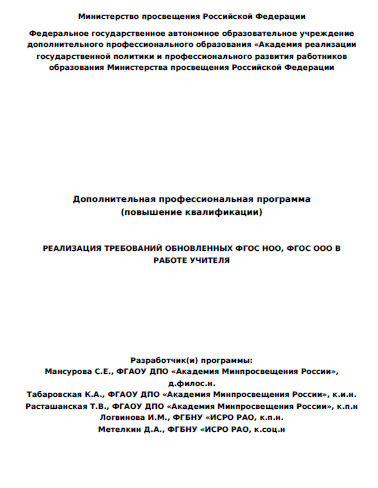 Министерство просвещения Российской Федерации
Федеральное государственное автономное образовательное учреждение
дополнительного профессионального образования «Академия реализации
государственной политики и профессионального развития работников
образования Министерства просвещения Российской Федерации
Дополнительная профессиональная программа
(повышение квалификации)
РЕАЛИЗАЦИЯ ТРЕБОВАНИЙ ОБНОВЛЕННЫХ ФГОС НОО, ФГОС ООО В
РАБОТЕ УЧИТЕЛЯ
Разработчик(и) программы:
Мансурова С.Е., ФГАОУ ДПО «Академия Минпросвещения России»,
д.филос.н.
Табаровская К.А., ФГАОУ ДПО «Академия Минпросвещения России», к.и.н.
Расташанская Т.В., ФГАОУ ДПО «Академия Минпросвещения России», к.п.н
Логвинова И.М., ФГБНУ «ИСРО РАО, к.п.н.
Метелкин Д.А., ФГБНУ «ИСРО РАО, к.соц.н